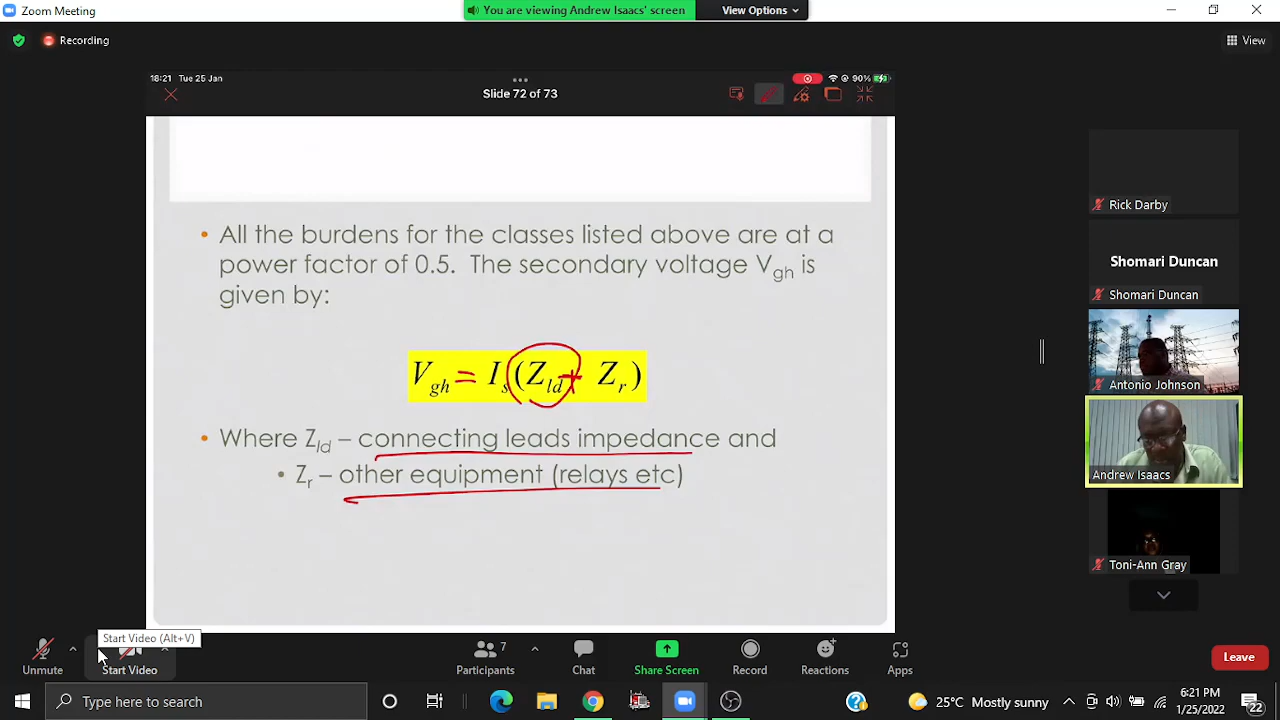 Zoom Meeting
You are viewing Andrew Isaacs' screen
View Options
Recording
View
18:21 Tue 25 Jan
90%
Slide 72 of 73
• All the burdens for the classes listed above are at a
power factor of 0.5. The secondary voltage Vgh is
given by:
Vgh = Is(Zld + Zr)
• Where Zld – connecting leads impedance and
• Zr – other equipment (relays etc)
Rick Darby
Shomari Duncan
Shomari Duncan
Antonio Johnson
Andrew Isaacs
Toni-Ann Gray
Start Video (Alt+V)
Unmute
Start Video
7
Participants
Chat
Share Screen
Record
Reactions
Apps
Leave
Type here to search
25°C Mostly sunny
6:21 PM
1/25/2022
22